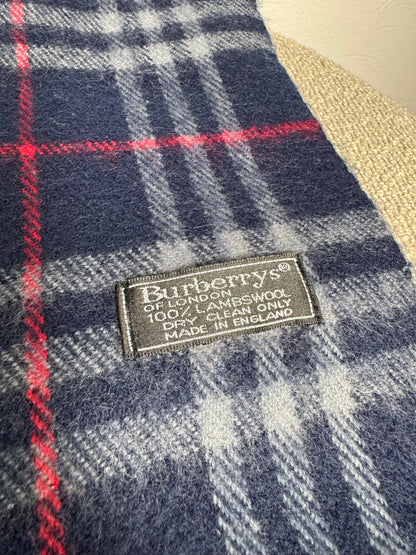 Burberrys®
OF LONDON
100% LAMBSWOOL
DRY CLEAN ONLY
MADE IN ENGLAND